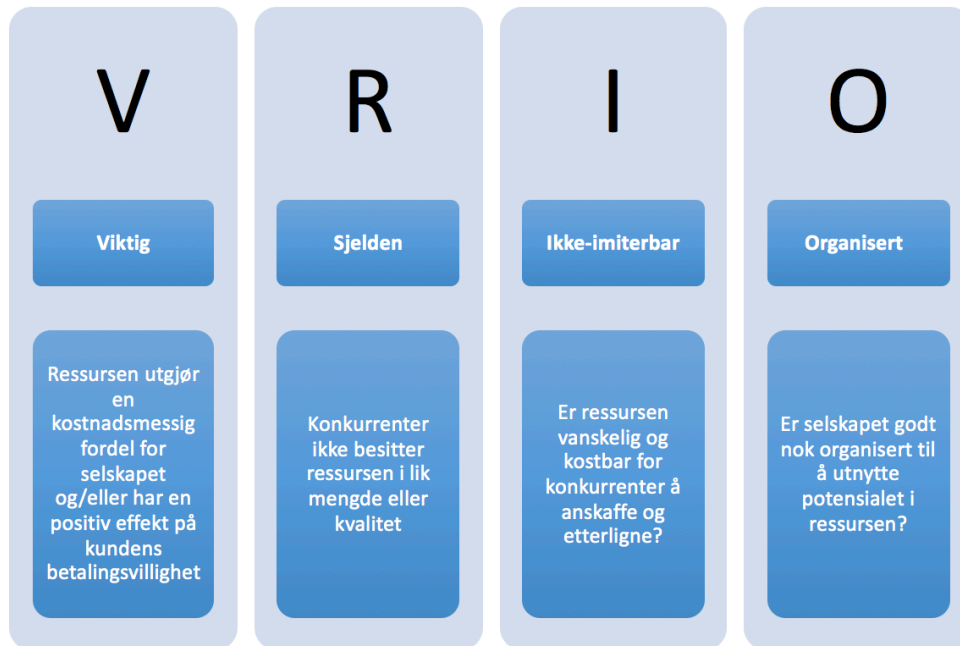 V
Viktig
Ressursen utgjør
en
kostnadsmessig
fordel for
selskapet
og/eller har en
positiv effekt på
kundens
betalingsvillighet
R
Sjelden
Konkurrenter
ikke besitter
ressursen i lik
mengde eller
kvalitet
I
Ikke-imiterbar
Er ressursen
vanskelig og
kostbar for
konkurrenter å
anskaffe og
etterligne?
O
Organisert
Er selskapet godt
nok organisert til
å utnytte
potensialet i
ressursen?